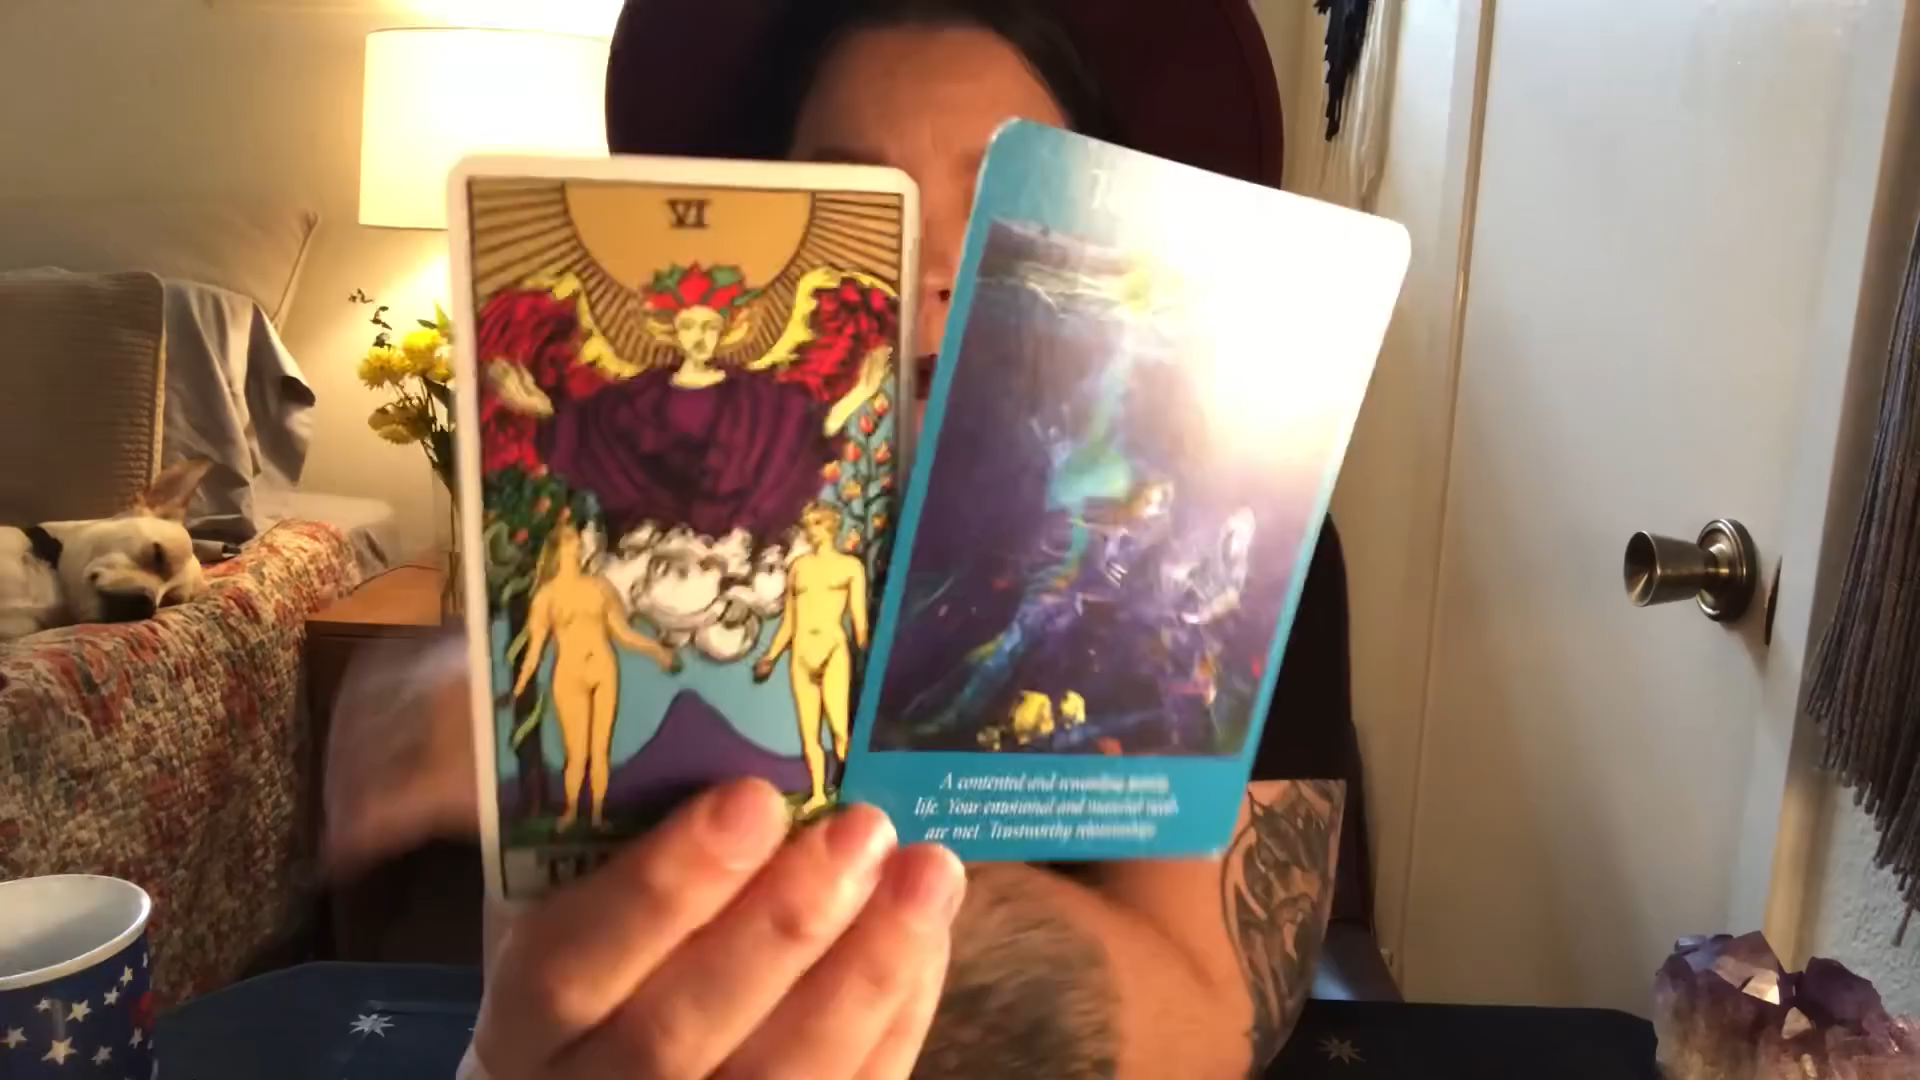 VI
A contented and rewarding
life. Your emotional and material
are met. Trustworthy relationships